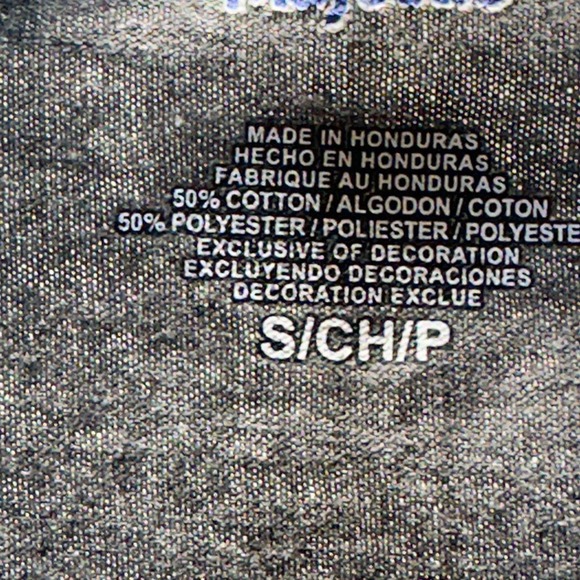 MADE IN HONDURAS
HECHO EN HONDURAS
FABRIQUE AU HONDURAS
50% COTTON / ALGODON / COTON
50% POLYESTER / POLIESTER / POLYESTE
EXCLUSIVE OF DECORATION
EXCLUYENDO DECORACIONES
DECORATION EXCLUE
S/CH/P